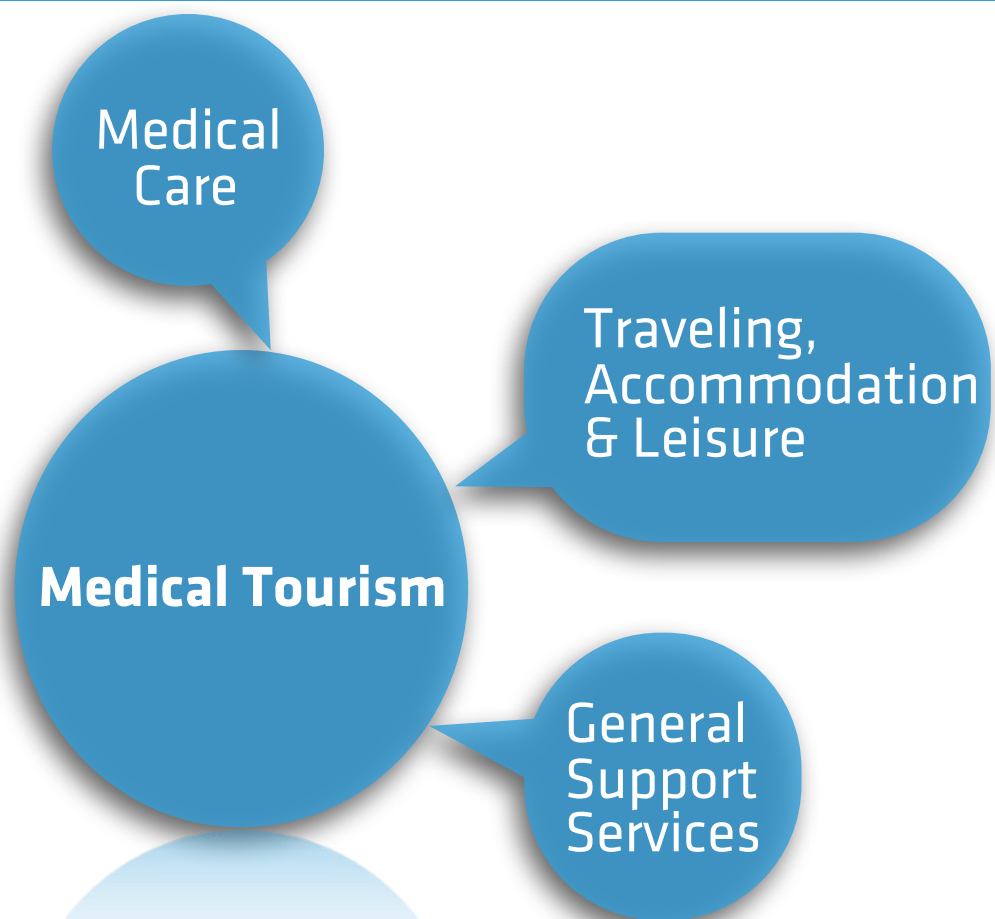 Medical
Care
Traveling,
Accommodation
& Leisure
Medical Tourism
General
Support
Services